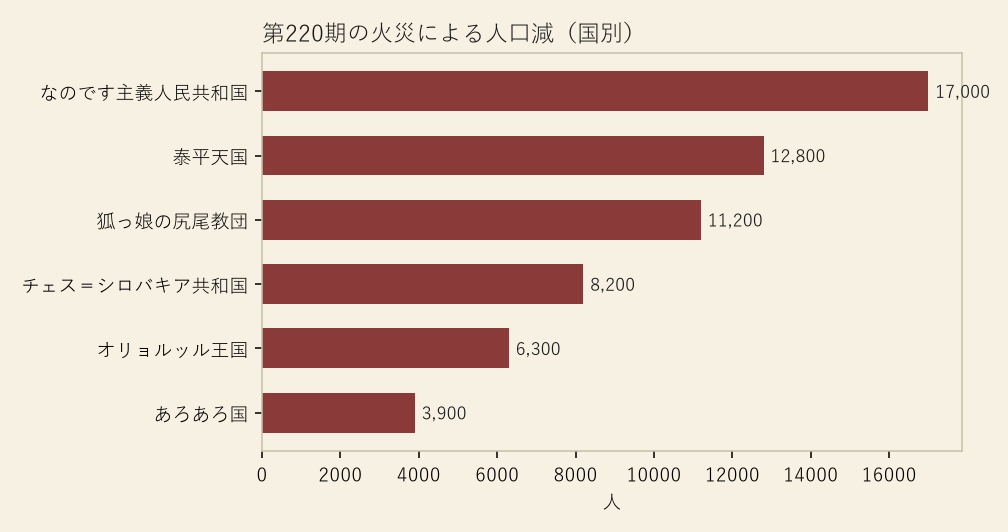 第220期の火災による人口減（国別）
なのです主義人民共和国 17,000
泰平天国 12,800
狐っ娘の尻尾教団 11,200
チェス＝シロバキア共和国 8,200
オリョルッル王国 6,300
あろあろ国 3,900
0 2000 4000 6000 8000 10000 12000 14000 16000
人